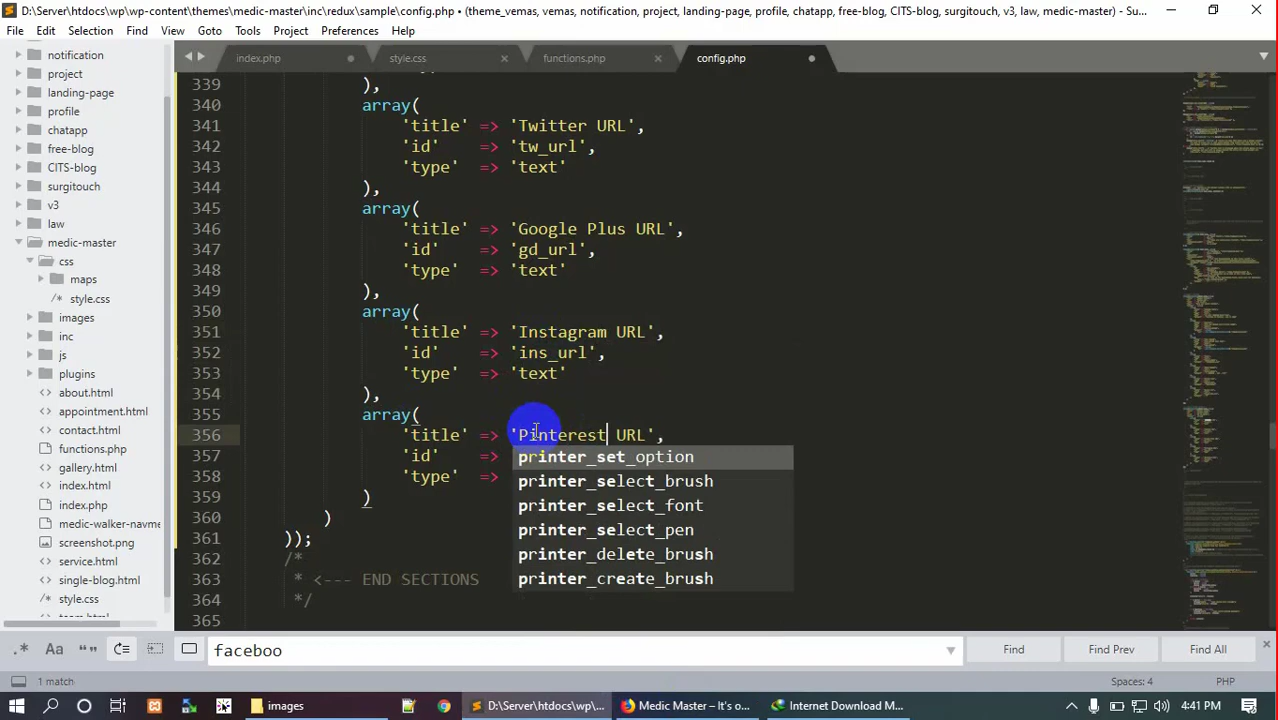 D:\Server\htdocs\wp\wp-content\themes\medic-master\inc\redux\sample\config.php • (theme_vemas, vemas, notification, project, landing-page, profile, chatapp, free-blog, CITS-blog, surgitouch, v3, law, medic-master) - Su...
File Edit Selection Find View Goto Tools Project Preferences Help
index.php style.css functions.php config.php
notification
project
landing-page
profile
chatapp
free-blog
CITS-blog
surgitouch
v3
law
medic-master
css
maps
/* style.css
images
inc
js
plugins
<> about.html
<> appointment.html
<> contact.html
<> functions.php
<> gallery.html
<> index.html
<> index.php
<> medic-walker-navme
screenshot.png
<> service.html
<> single-blog.html
/* style.css
339 ),
340 array(
341 'title' => 'Twitter URL',
342 'id' => 'tw_url',
343 'type' => 'text'
344 ),
345 array(
346 'title' => 'Google Plus URL',
347 'id' => 'gd_url',
348 'type' => 'text'
349 ),
350 array(
351 'title' => 'Instagram URL',
352 'id' => 'ins_url',
353 'type' => 'text'
354 ),
355 array(
356 'title' => 'Pinterest URL',
357 'id' =>
358 'type' =>
359 )
360 )
361 ));
362 /*
363 * <--- END SECTIONS
364 */
365
printer_set_option
printer_select_brush
printer_select_font
printer_select_pen
printer_delete_brush
printer_create_brush
.* Aa “” faceboo Find Find Prev Find All
1 match Spaces: 4 PHP
images D:\Server\htdocs\wp\... Medic Master – It's o... Internet Download M... 4:41 PM